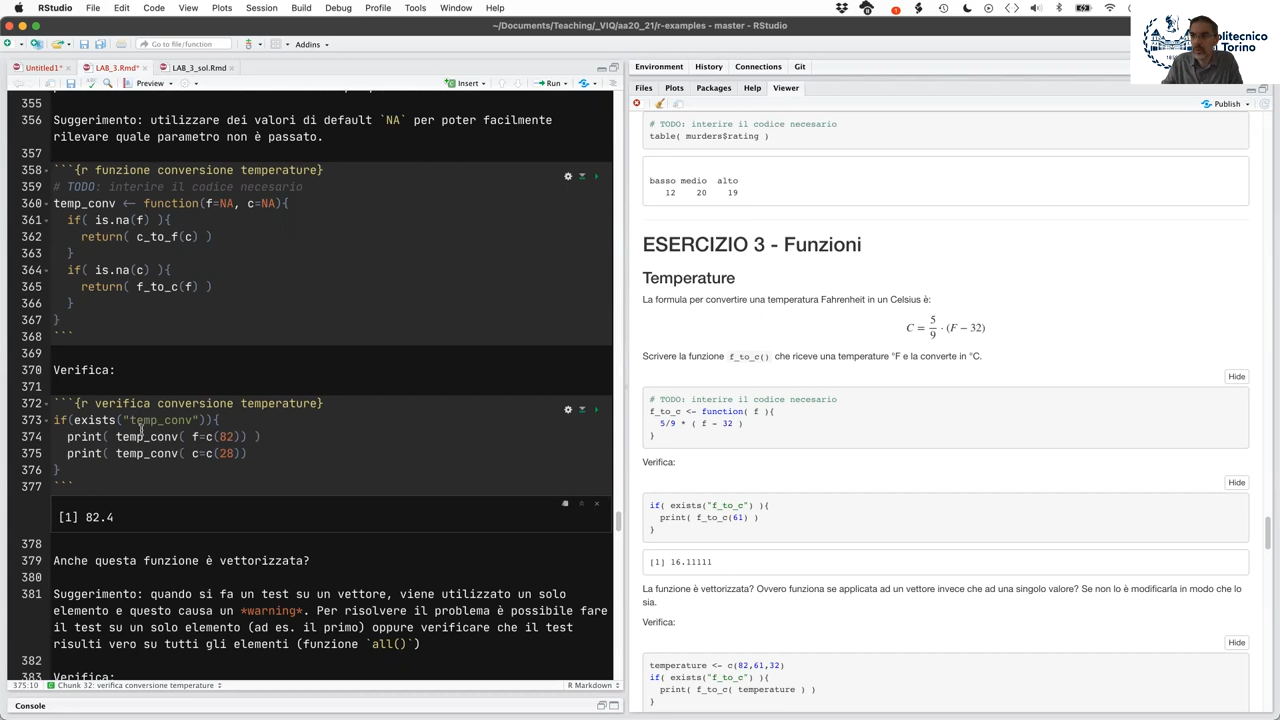 RStudio File Edit Code View Plots Session Build Debug Profile Tools Window Help
~/Documents/Teaching/_VIQ/aa20_21/r-examples - master - RStudio
Go to file/function
Addins
Untitled1*
LAB_3.Rmd*
LAB_3_sol.Rmd
Preview
Insert
Run
355
356 Suggerimento: utilizzare dei valori di default `NA` per poter facilmente
rilevare quale parametro non è passato.
357
358 ```{r funzione conversione temperature}
359 # TODO: interire il codice necesario
360 temp_conv <- function(f=NA, c=NA){
361 if( is.na(f) ){
362 return( c_to_f(c) )
363 }
364 if( is.na(c) ){
365 return( f_to_c(f) )
366 }
367 }
368 ```
369
370 Verifica:
371
372 ```{r verifica conversione temperature}
373 if(exists("temp_conv")){
374 print( temp_conv( f=c(82)) )
375 print( temp_conv( c=c(28))
376 }
377 ```
[1] 82.4
378
379 Anche questa funzione è vettorizzata?
380
381 Suggerimento: quando si fa un test su un vettore, viene utilizzato un solo
elemento e questo causa un *warning*. Per risolvere il problema è possibile fare
il test su un solo elemento (ad es. il primo) oppure verificare che il test
risulti vero su tutti gli elementi (funzione `all()`)
382
383 Verifica:
375:10 Chunk 32: verifica conversione temperature
R Markdown
Console
Environment History Connections Git
Files Plots Packages Help Viewer
Publish
# TODO: interire il codice necesario
table( murders$rating )
basso medio alto
12 20 19
ESERCIZIO 3 - Funzioni
Temperature
La formula per convertire una temperatura Fahrenheit in un Celsius è:
C = 5/9 · (F − 32)
Scrivere la funzione f_to_c() che riceve una temperature °F e la converte in °C.
Hide
# TODO: interire il codice necesario
f_to_c <- function( f ){
5/9 * ( f - 32 )
}
Verifica:
Hide
if( exists("f_to_c") ){
print( f_to_c(61) )
}
[1] 16.11111
La funzione è vettorizzata? Ovvero funziona se applicata ad un vettore invece che ad una singolo valore? Se non lo è modificarla in modo che lo
sia.
Verifica:
Hide
temperature <- c(82,61,32)
if( exists("f_to_c") ){
print( f_to_c( temperature ) )
}
Politecnico
di Torino